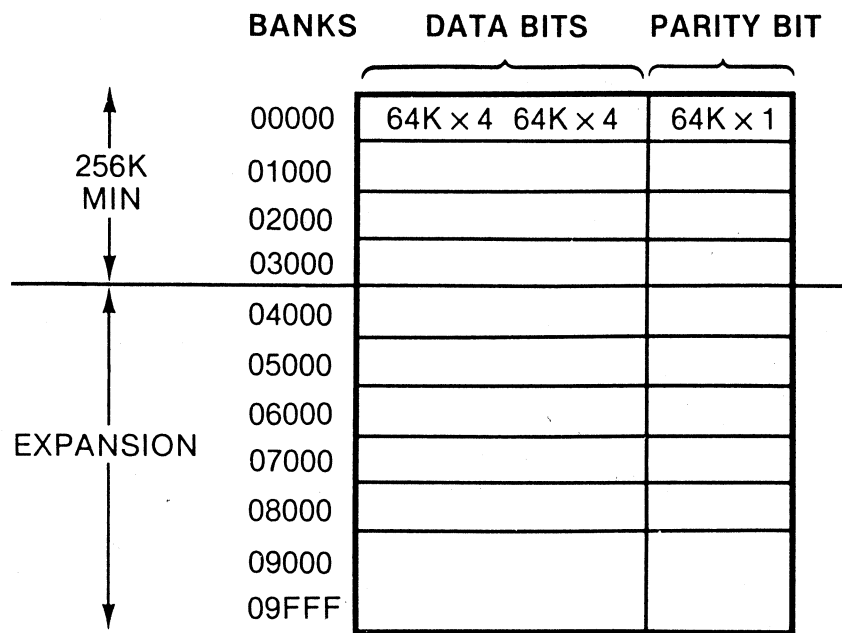 BANKS DATA BITS PARITY BIT
00000 64K × 4 64K × 4 64K × 1
256K
MIN
01000
02000
03000
04000
05000
06000
EXPANSION
07000
08000
09000
09FFF